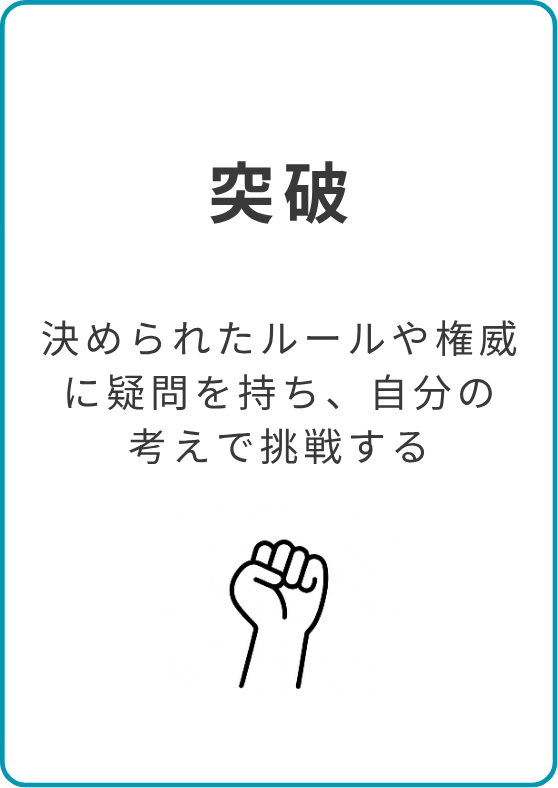 突破
決められたルールや権威
に疑問を持ち、自分の
考えで挑戦する